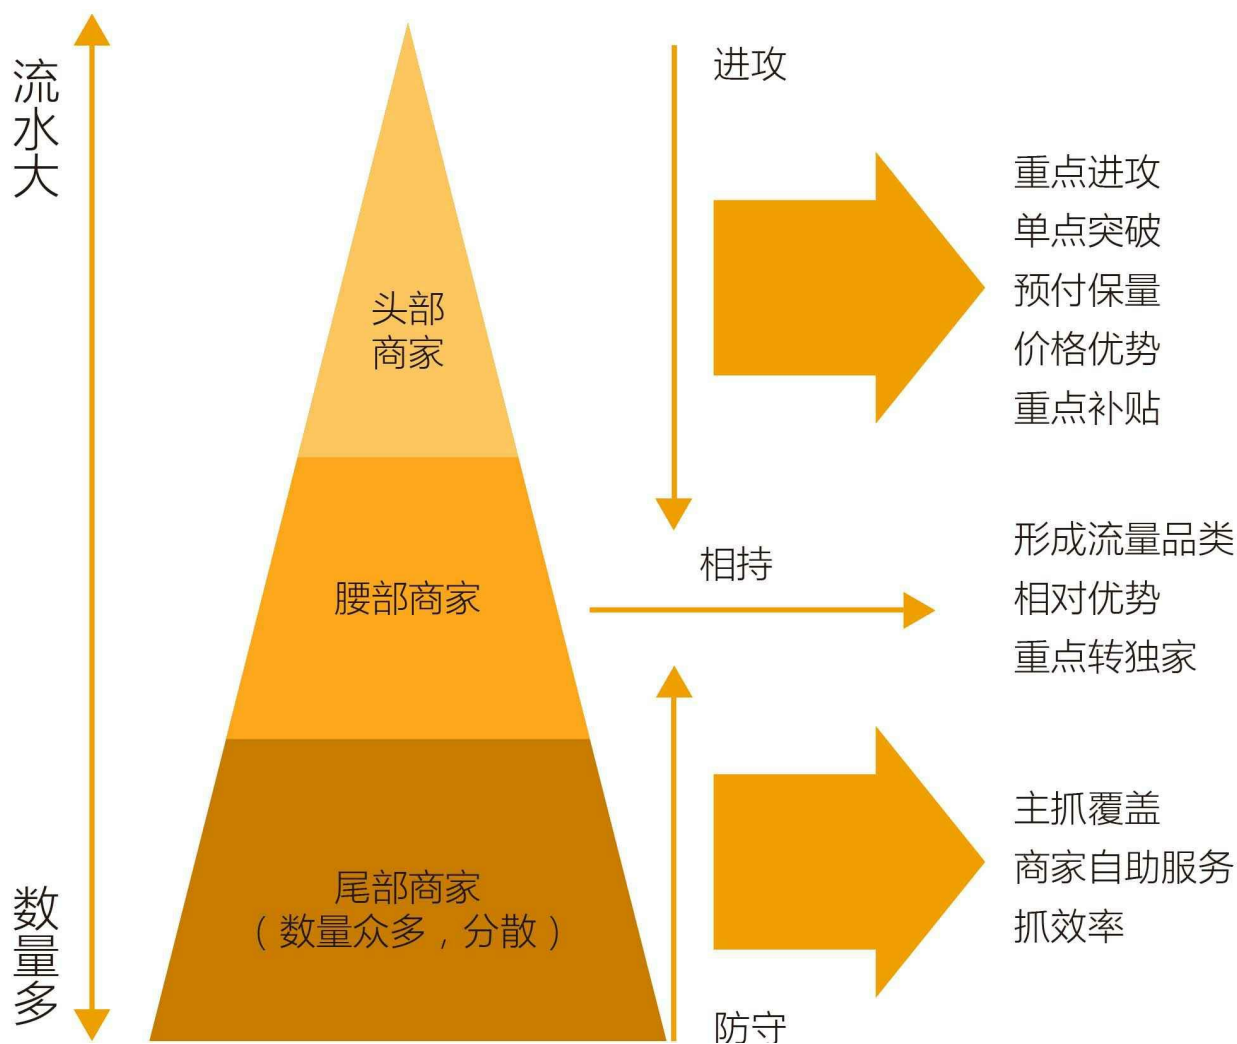 流水大
进攻
重点进攻
单点突破
预付保量
价格优势
重点补贴
头部
商家
相持
形成流量品类
相对优势
重点转独家
腰部商家
主抓覆盖
商家自助服务
抓效率
尾部商家
（数量众多，分散）
数量多
防守